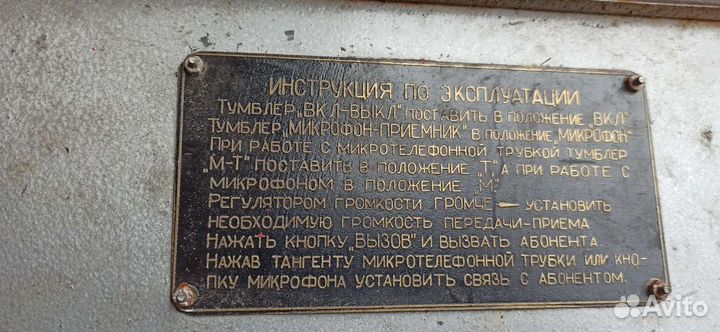 ИНСТРУКЦИЯ ПО ЭКСПЛУАТАЦИИ
ТУМБЛЕР „ВКЛ-ВЫКЛ" ПОСТАВИТЬ В ПОЛОЖЕНИЕ „ВКЛ"
ТУМБЛЕР „МИКРОФОН-ПРИЕМНИК" В ПОЛОЖЕНИЕ „МИКРОФОН"
ПРИ РАБОТЕ С МИКРОТЕЛЕФОННОЙ ТРУБКОЙ ТУМБЛЕР
„М-Т" ПОСТАВИТЬ В ПОЛОЖЕНИЕ „Т", А ПРИ РАБОТЕ С
МИКРОФОНОМ В ПОЛОЖЕНИЕ „М"
РЕГУЛЯТОРОМ ГРОМКОСТИ ГРОМЧЕ — УСТАНОВИТЬ
НЕОБХОДИМУЮ ГРОМКОСТЬ ПЕРЕДАЧИ-ПРИЕМА
НАЖАТЬ КНОПКУ „ВЫЗОВ" И ВЫЗВАТЬ АБОНЕНТА.
НАЖАВ ТАНГЕНТУ МИКРОТЕЛЕФОННОЙ ТРУБКИ ИЛИ КНО-
ПКУ МИКРОФОНА УСТАНОВИТЬ СВЯЗЬ С АБОНЕНТОМ.
Avito